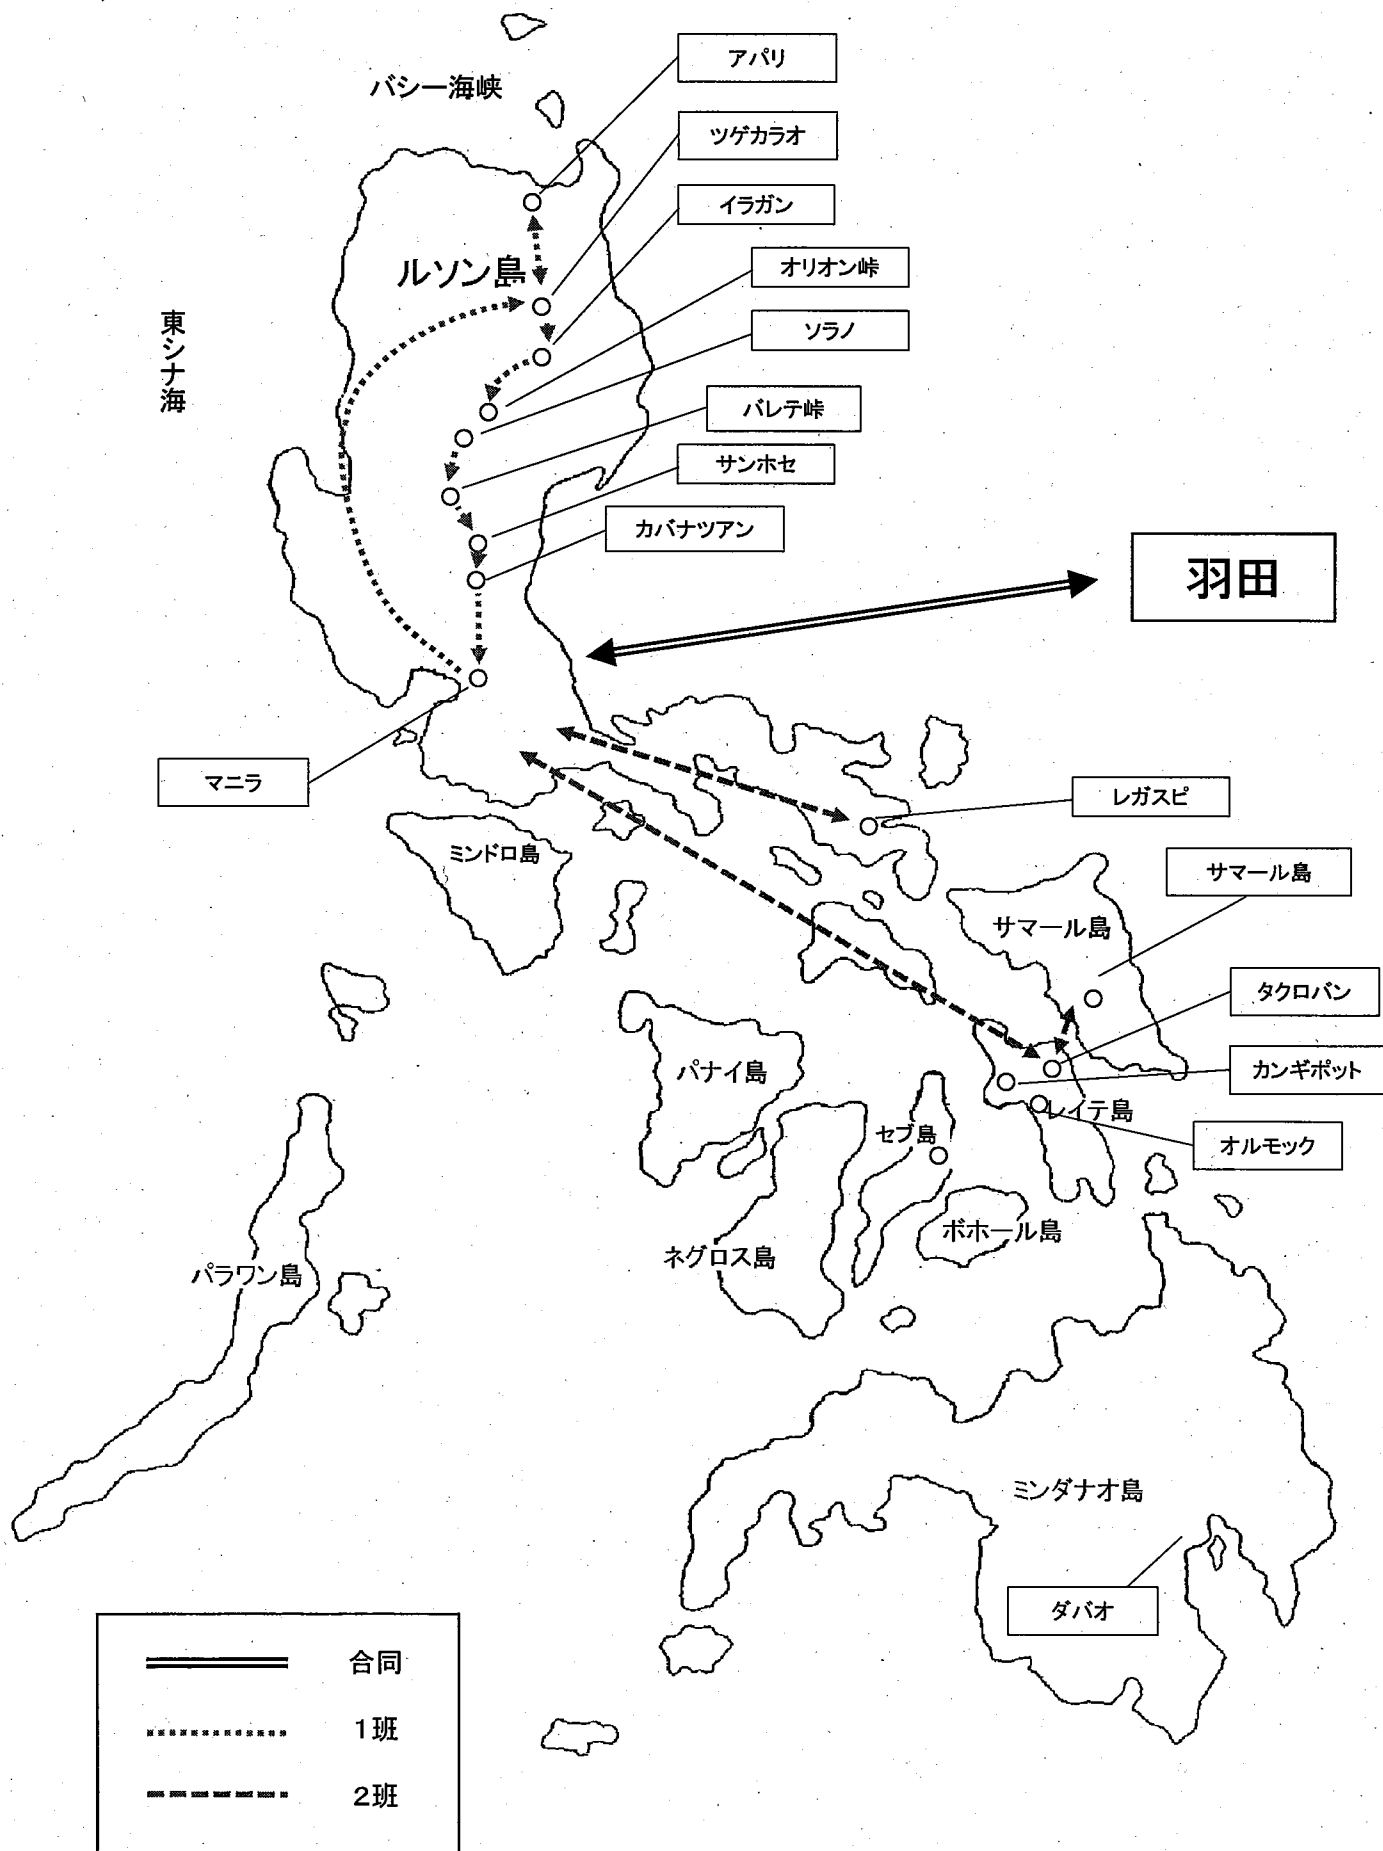 アパリ
バシー海峡
ツゲカラオ
イラガン
ルソン島
オリオン峠
ソラノ
東シナ海
バレテ峠
サンホセ
カバナツアン
羽田
マニラ
レガスピ
ミンドロ島
サマール島
サマール島
タクロバン
カンギポット
パナイ島
レイテ島
セブ島
オルモック
ボホール島
ネグロス島
パラワン島
ミンダナオ島
ダバオ
合同
1班
2班